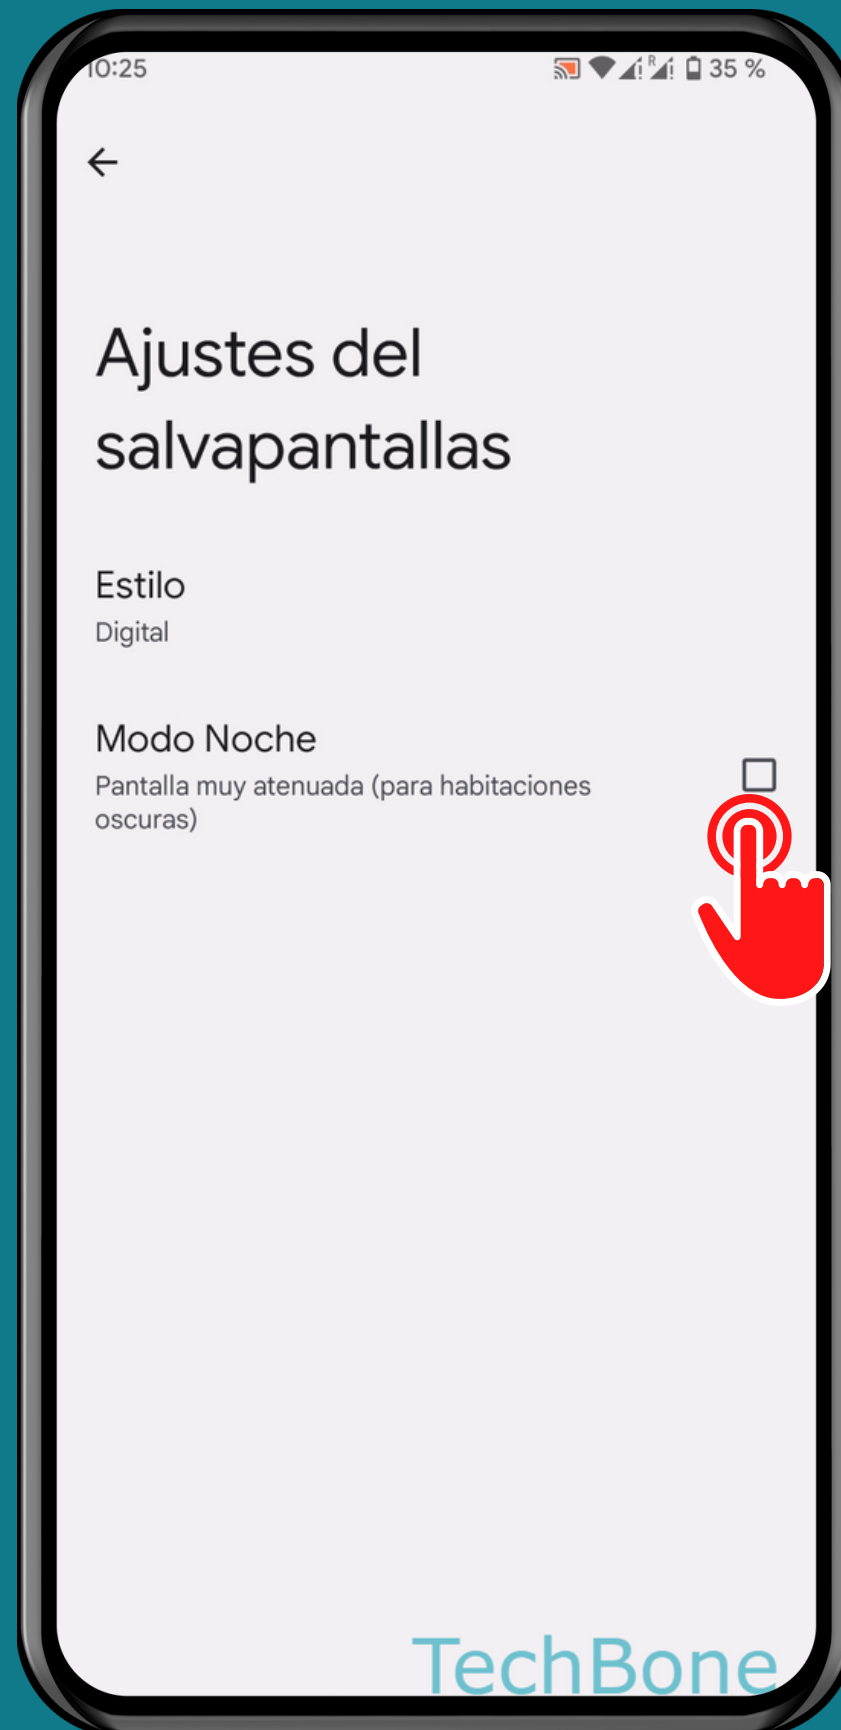 10:25
R
35 %
Ajustes del
salvapantallas
Estilo
Digital
Modo Noche
Pantalla muy atenuada (para habitaciones
oscuras)
TechBone